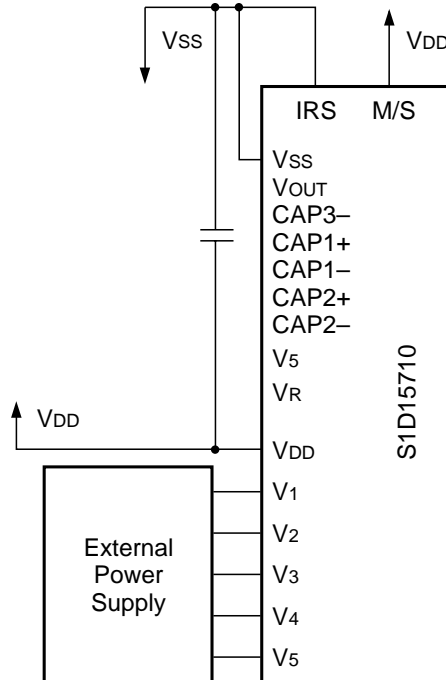 VSS
VDD
IRS M/S
VSS
VOUT
CAP3–
CAP1+
CAP1–
CAP2+
CAP2–
V5
VR
S1D15710
VDD
VDD
V1
V2
V3
V4
V5
External
Power
Supply